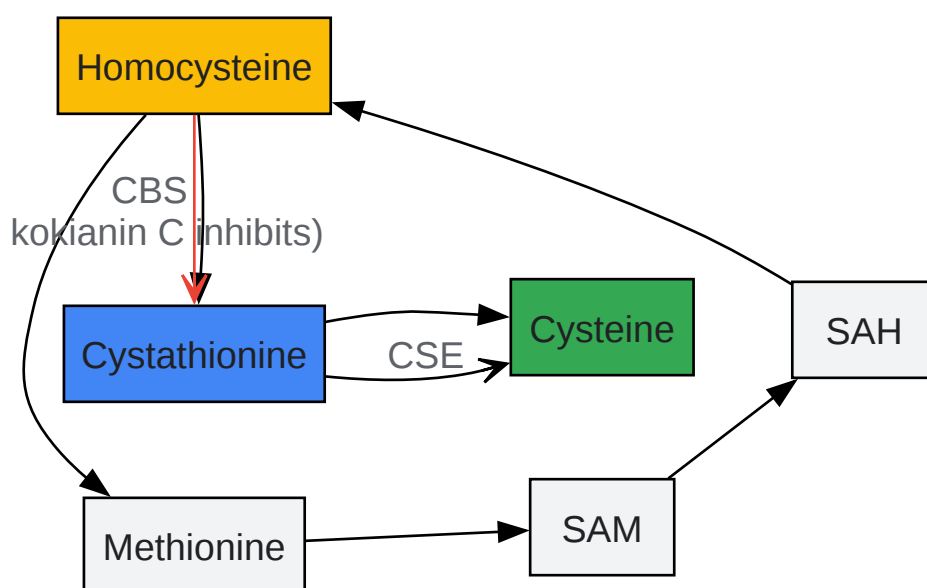 Homocysteine
CBS
kokianin C inhibits)
Cystathionine
CSE
Cysteine
SAH
Methionine
SAM